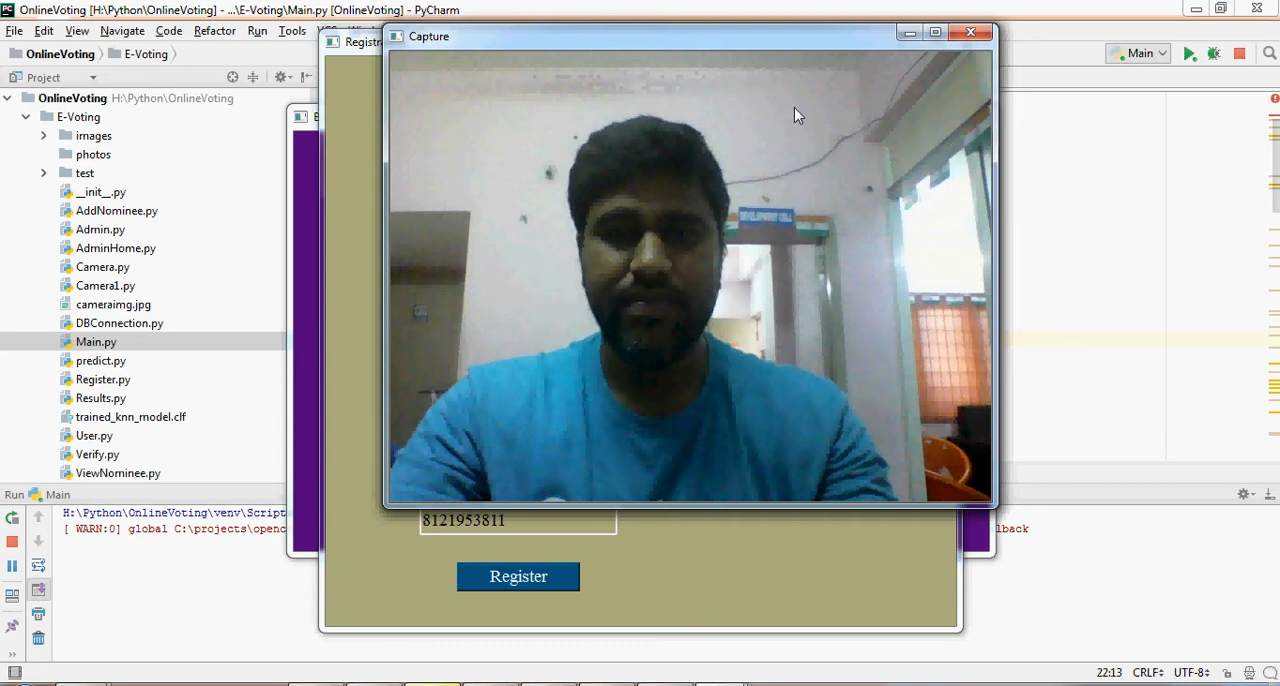 OnlineVoting [H:\Python\OnlineVoting] - ...\E-Voting\Main.py [OnlineVoting] - PyCharm
File Edit View Navigate Code Refactor Run Tools
OnlineVoting E-Voting
Main
Project
OnlineVoting H:\Python\OnlineVoting
E-Voting
images
photos
test
__init__.py
AddNominee.py
Admin.py
AdminHome.py
Camera.py
Camera1.py
cameraimg.jpg
DBConnection.py
Main.py
predict.py
Register.py
Results.py
trained_knn_model.clf
User.py
Verify.py
ViewNorminee.py
Capture
DEVELOPMENT CELL
8121953811
Register
Run Main
H:\Python\OnlineVoting\venv\Script
[ WARN:0] global C:\projects\openc
22:13 CRLF UTF-8